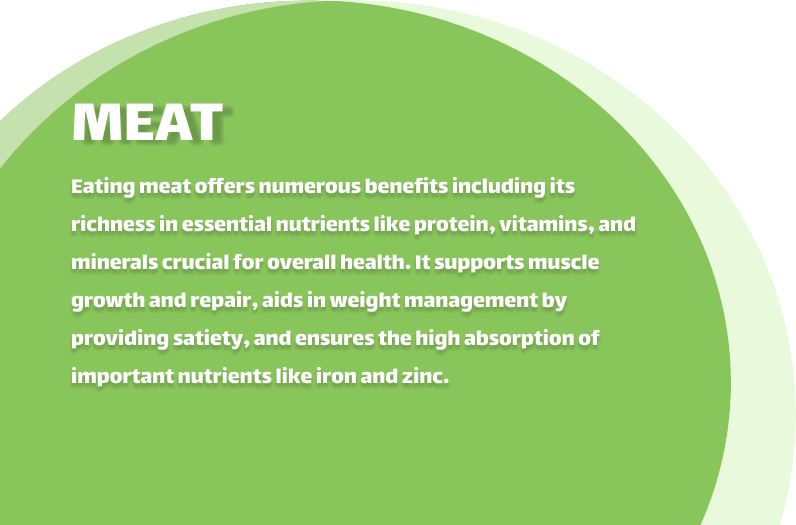 MEAT
Eating meat offers numerous benefits including its
richness in essential nutrients like protein, vitamins, and
minerals crucial for overall health. It supports muscle
growth and repair, aids in weight management by
providing satiety, and ensures the high absorption of
important nutrients like iron and zinc.